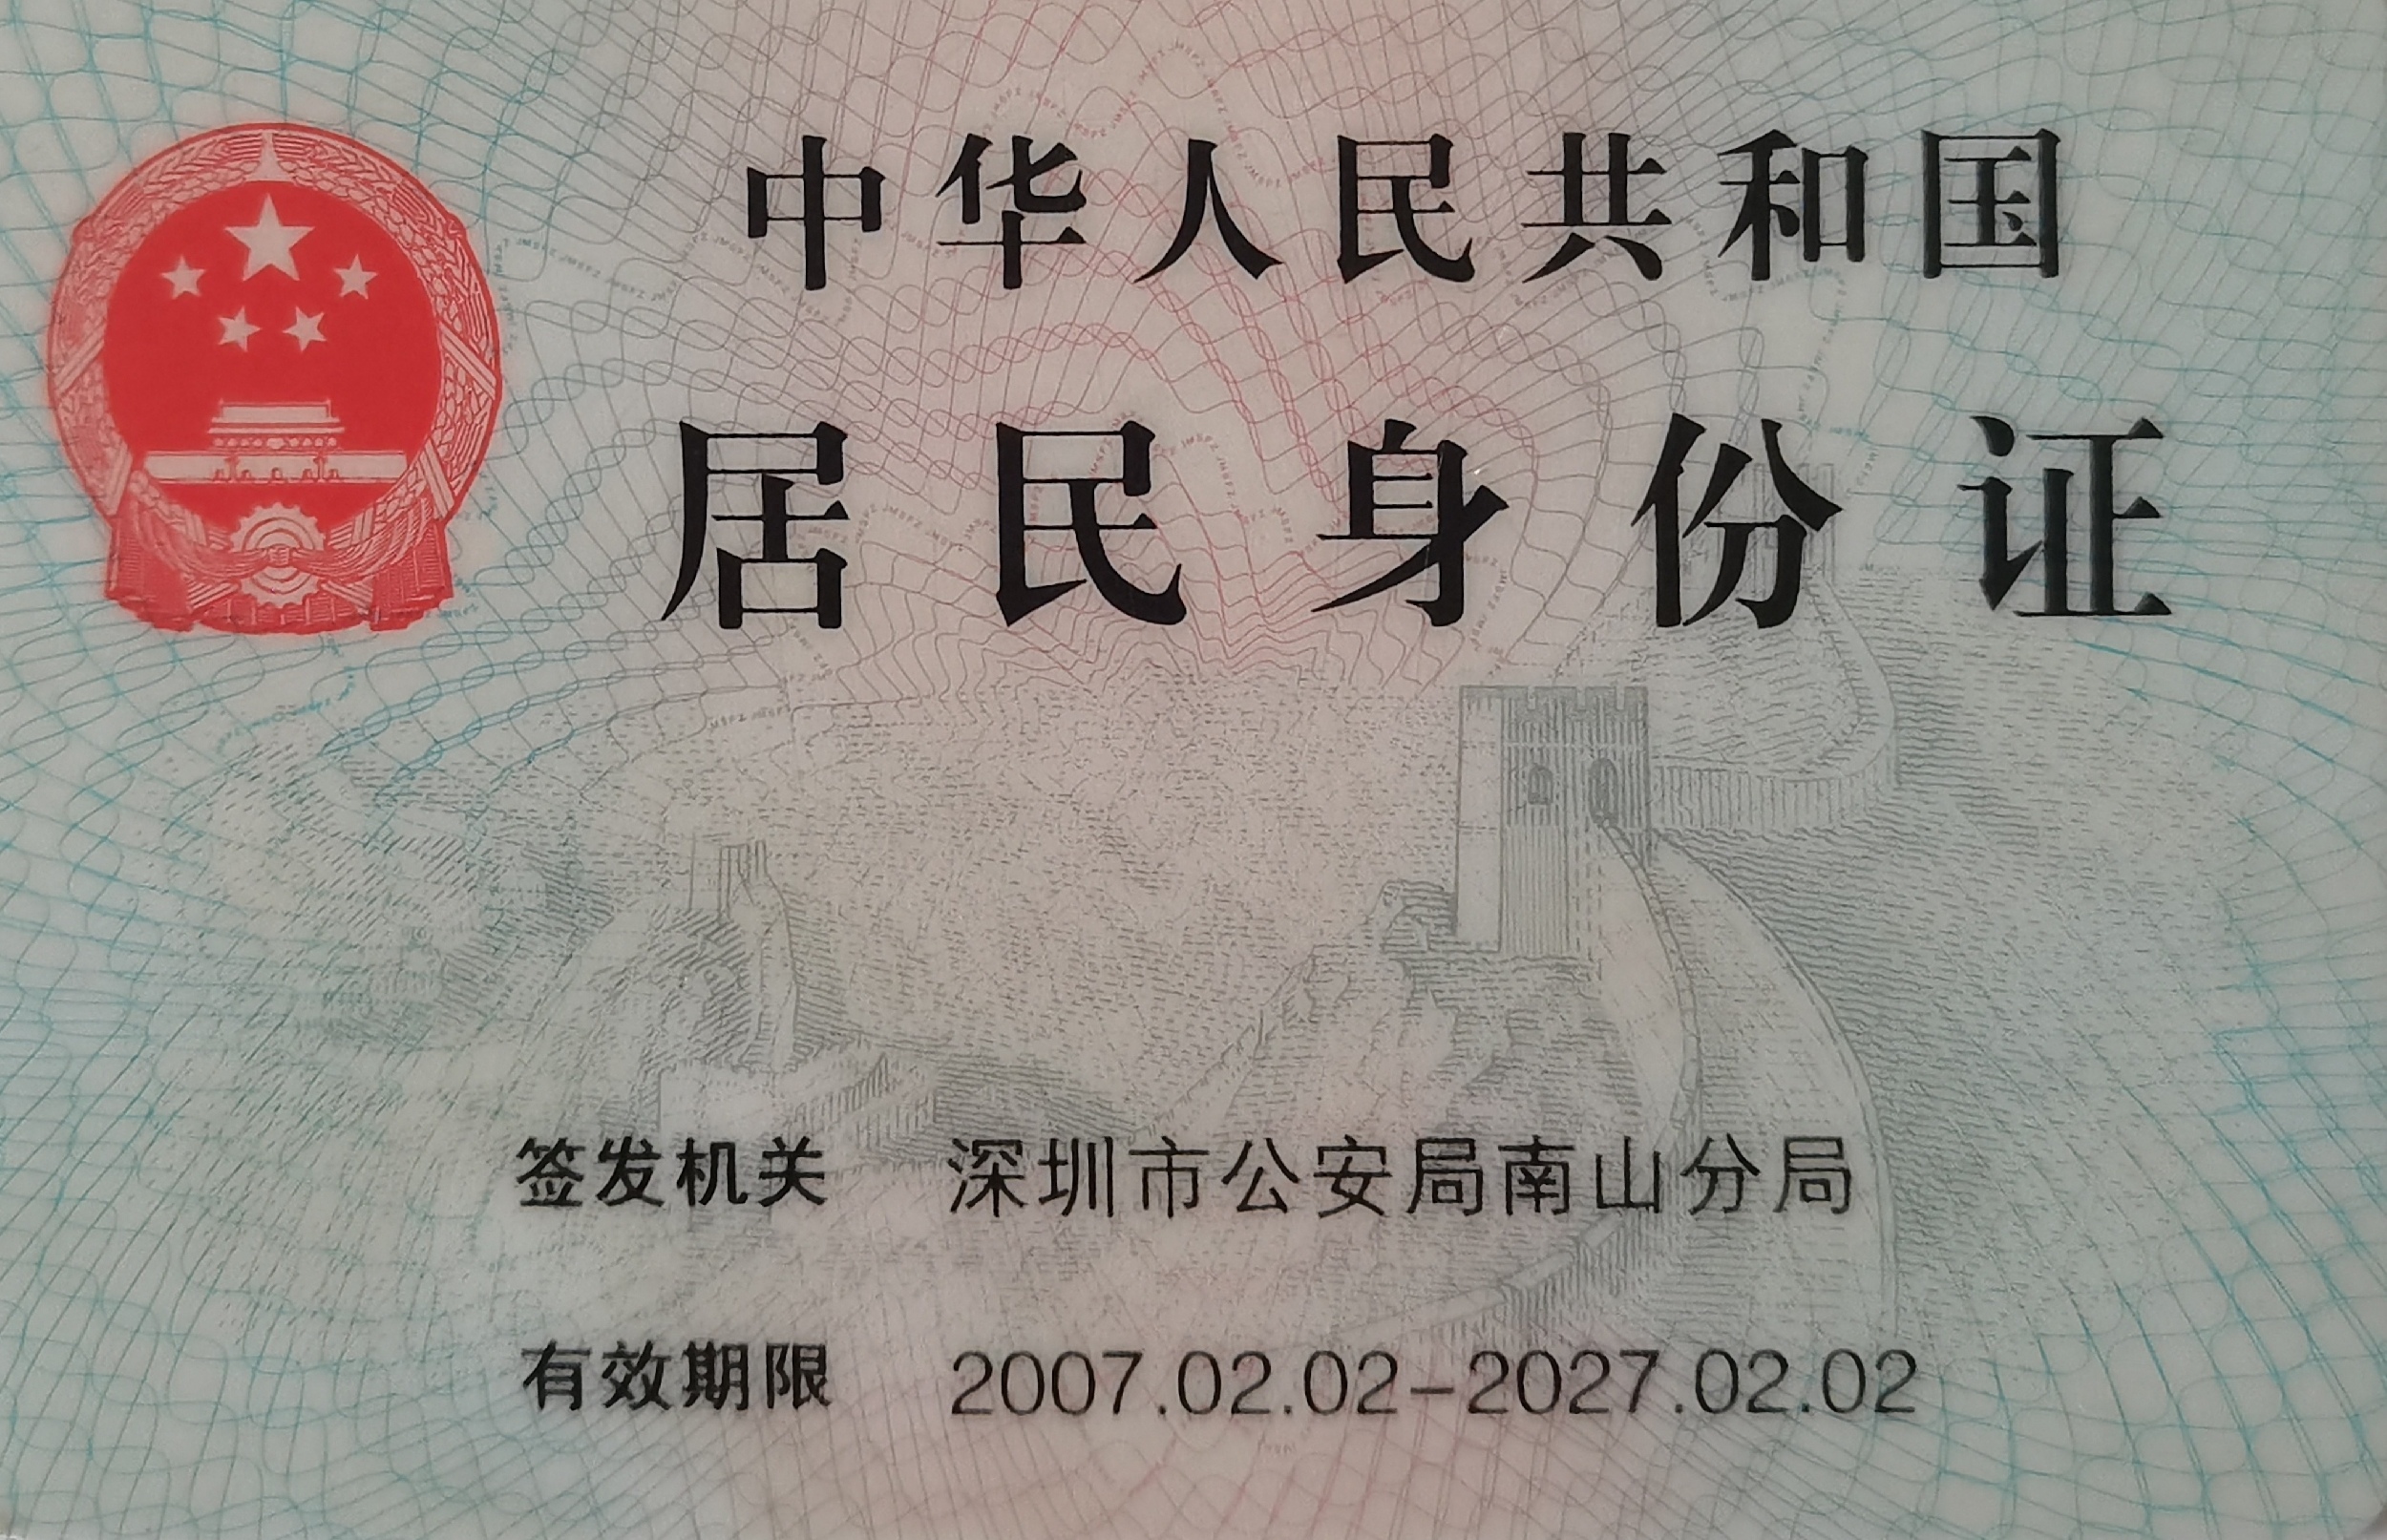 中华人民共和国
居民身份证
签发机关 深圳市公安局南山分局
有效期限 2007.02.02-2027.02.02